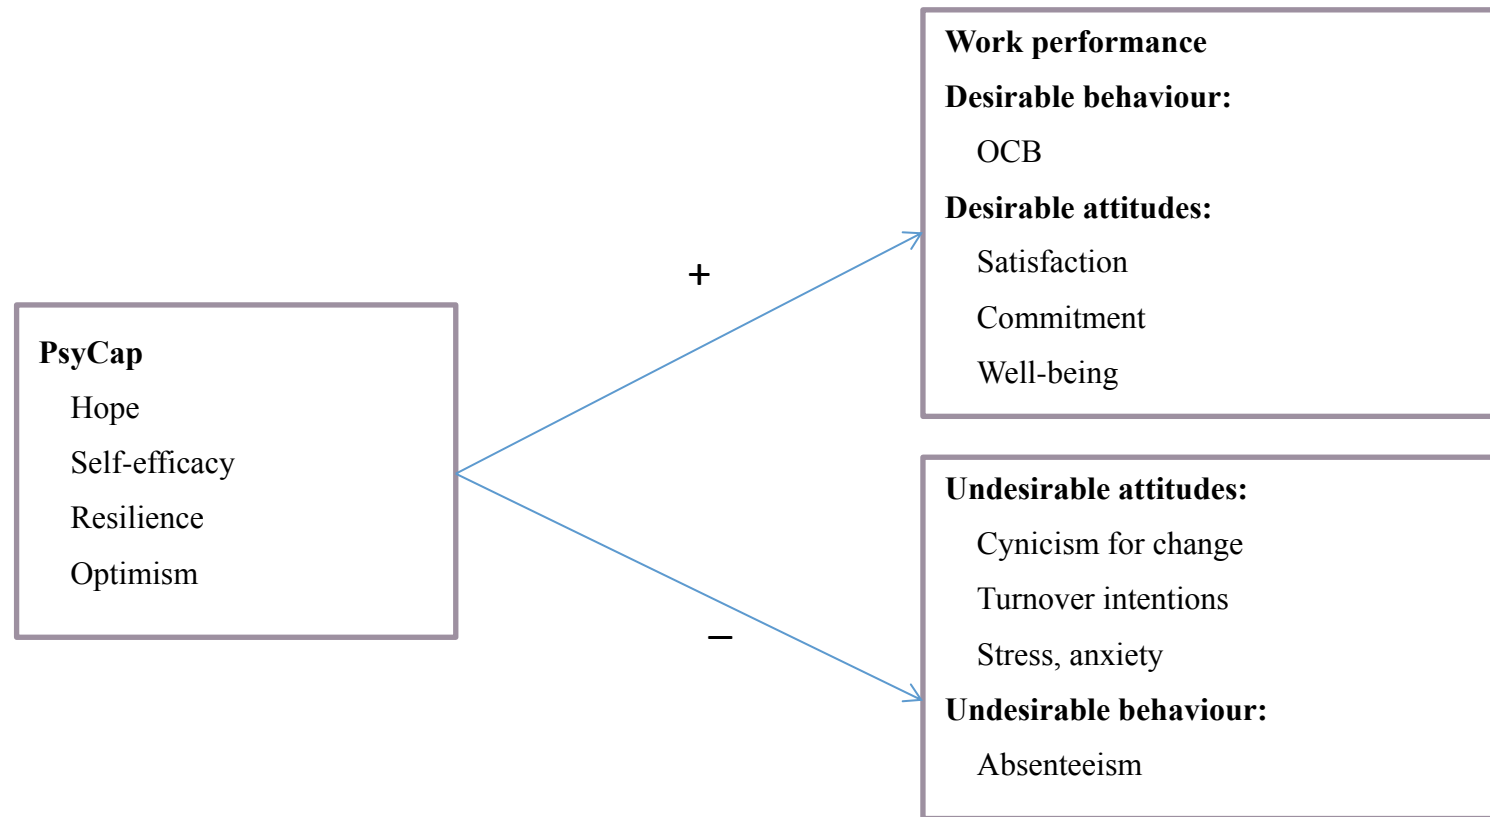 PsyCap
Hope
Self-efficacy
Resilience
Optimism
+
–
Work performance
Desirable behaviour:
OCB
Desirable attitudes:
Satisfaction
Commitment
Well-being
Undesirable attitudes:
Cynicism for change
Turnover intentions
Stress, anxiety
Undesirable behaviour:
Absenteeism